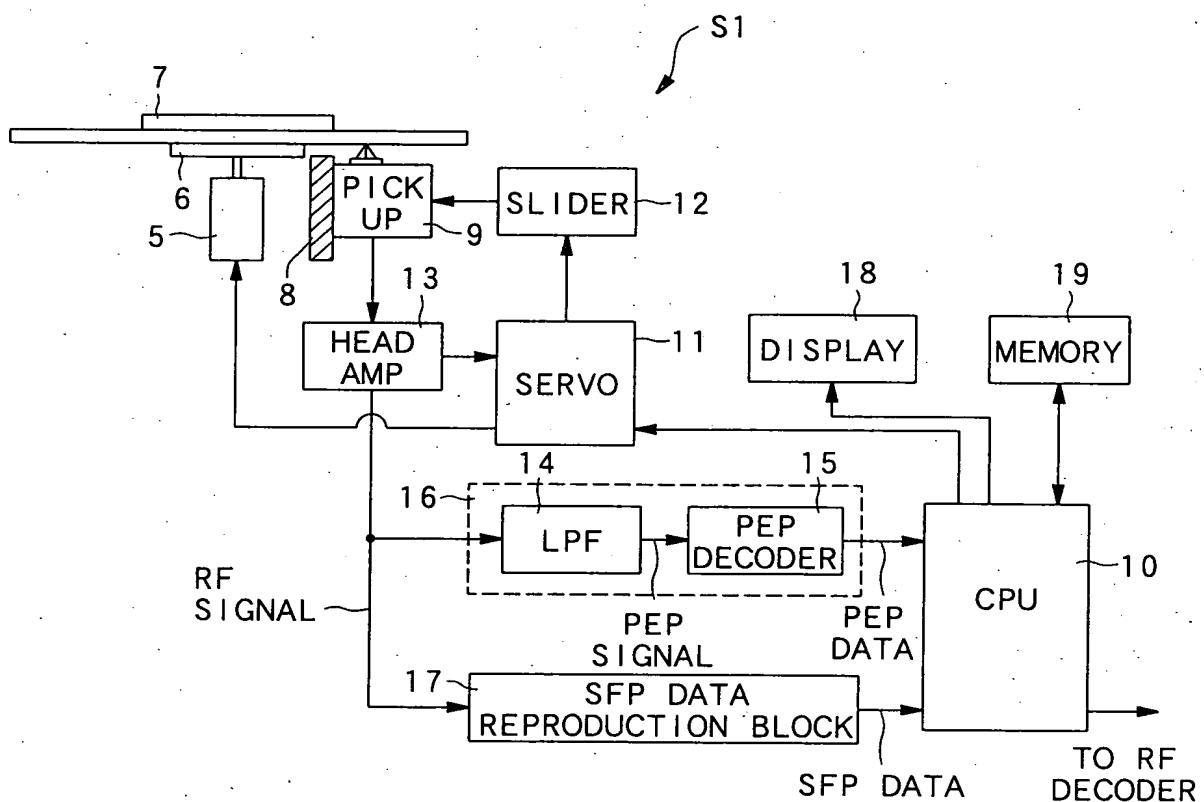 S1
7
6
5
PICK
UP
9
8
SLIDER
12
13
HEAD
AMP
SERVO
11
18
DISPLAY
19
MEMORY
16
14
LPF
15
PEP
DECODER
PEP
SIGNAL
PEP
DATA
RF
SIGNAL
17
SFP DATA
REPRODUCTION BLOCK
SFP DATA
CPU
10
TO RF
DECODER